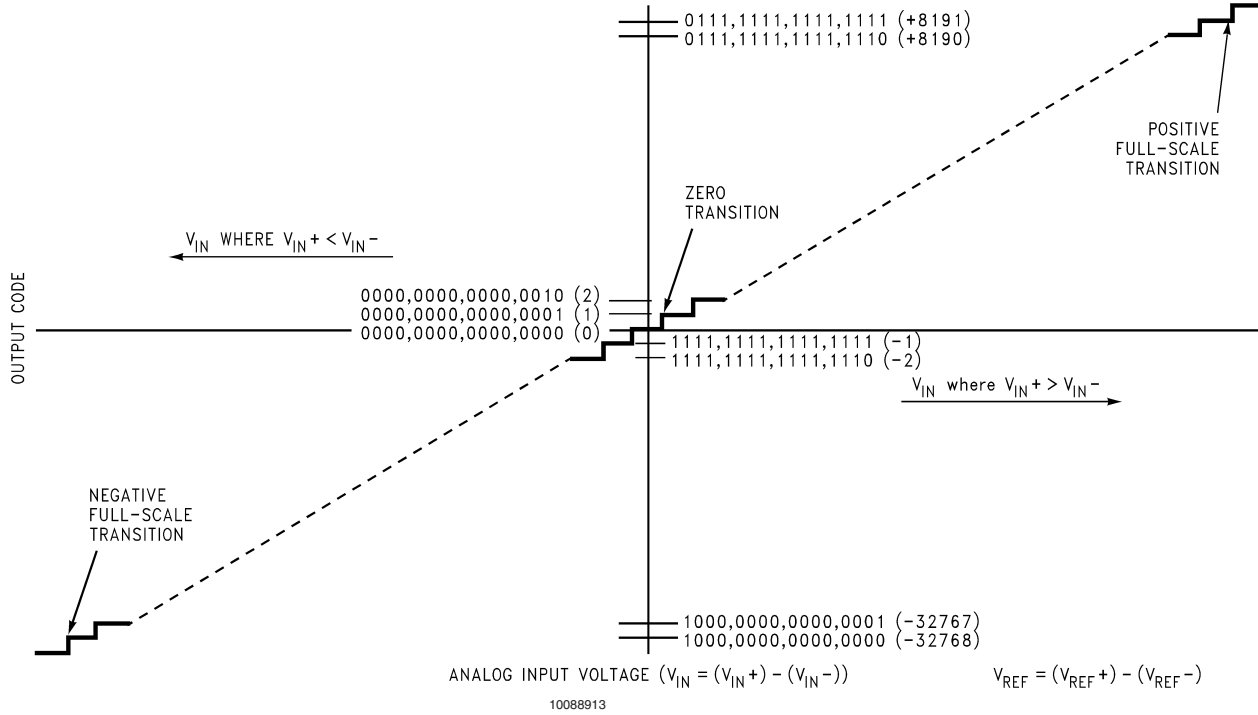 0111,1111,1111,1111 (+8191)
0111,1111,1111,1110 (+8190)
POSITIVE
FULL-SCALE
TRANSITION
ZERO
TRANSITION
V_IN WHERE V_IN+ < V_IN-
OUTPUT CODE
0000,0000,0000,0010 (2)
0000,0000,0000,0001 (1)
0000,0000,0000,0000 (0)
1111,1111,1111,1111 (-1)
1111,1111,1111,1110 (-2)
V_IN where V_IN+ > V_IN-
NEGATIVE
FULL-SCALE
TRANSITION
1000,0000,0000,0001 (-32767)
1000,0000,0000,0000 (-32768)
ANALOG INPUT VOLTAGE (V_IN = (V_IN+) - (V_IN-))
V_REF = (V_REF+) - (V_REF-)
10088913